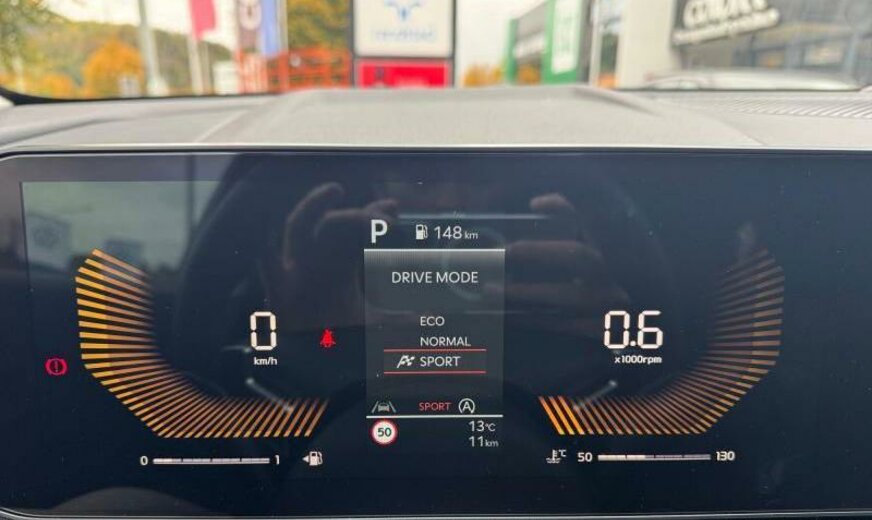 P 148 km
DRIVE MODE
ECO
NORMAL
SPORT
0
km/h
0.6
x1000rpm
SPORT A
50
13°C
11km
0 1
°C 50 130